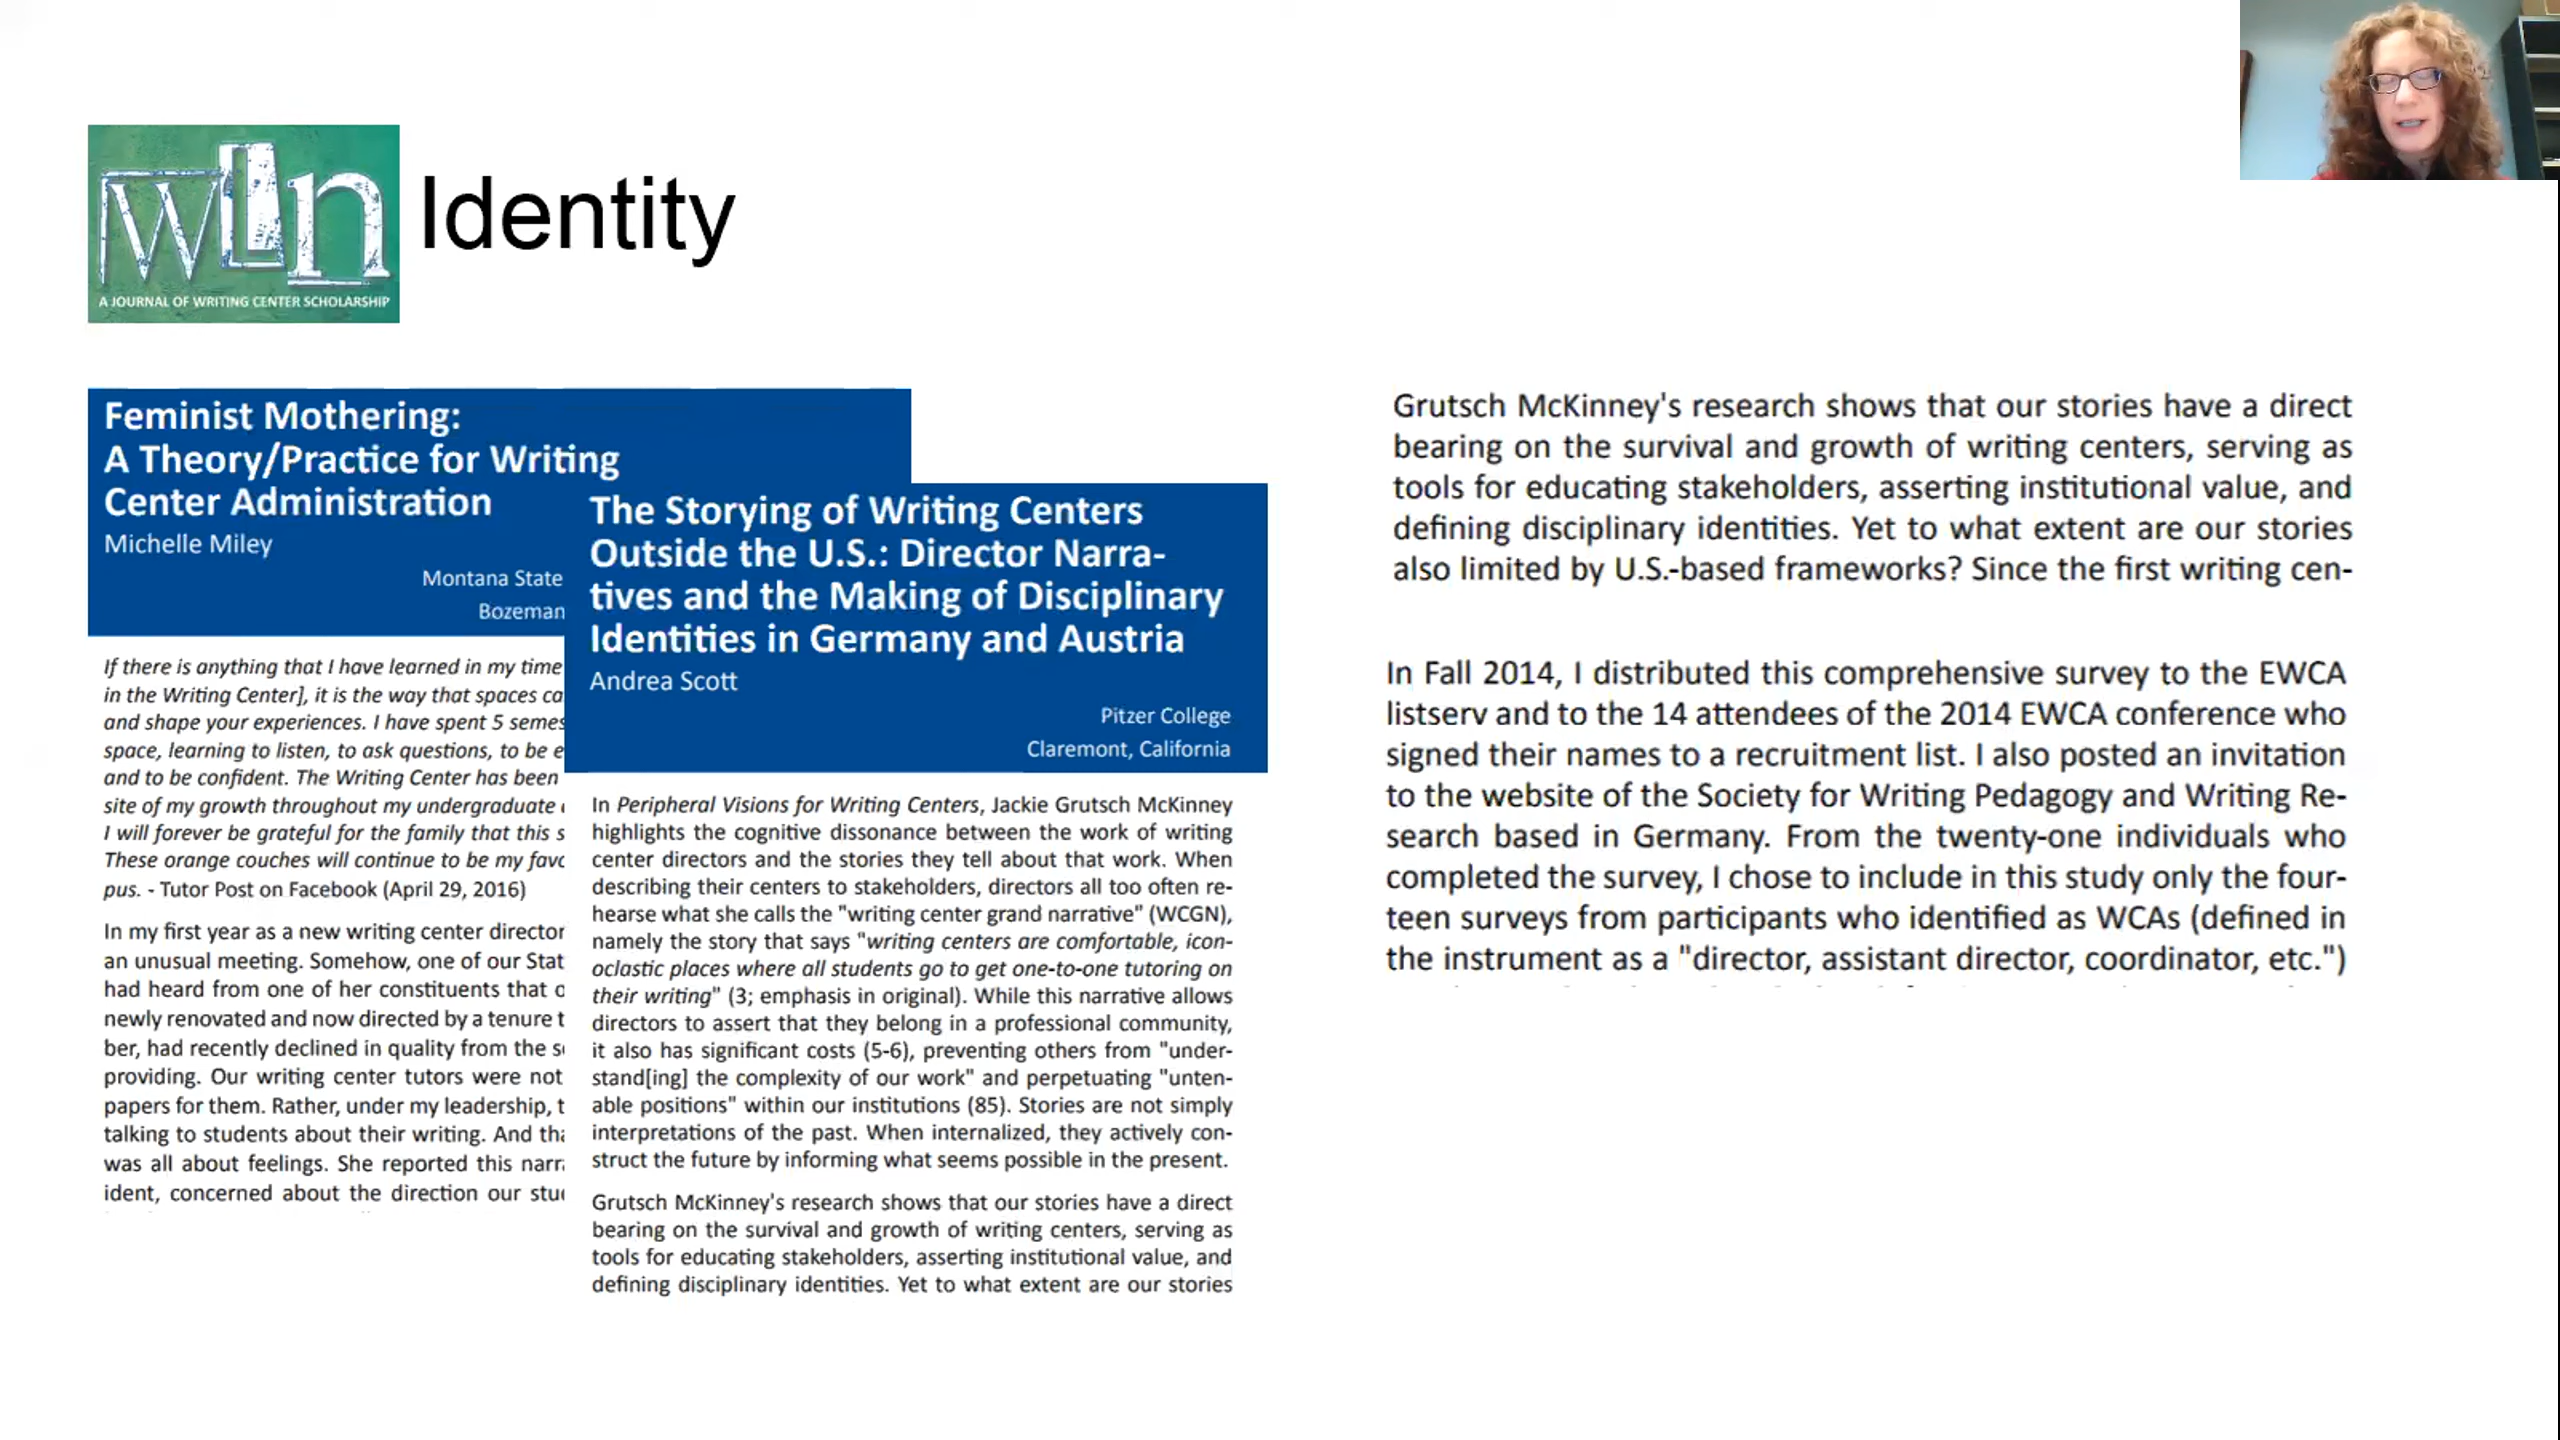 wLn
A JOURNAL OF WRITING CENTER SCHOLARSHIP
Identity
Feminist Mothering:
A Theory/Practice for Writing
Center Administration
Michelle Miley
Montana State
Bozeman
If there is anything that I have learned in my time
in the Writing Center], it is the way that spaces
and shape your experiences. I have spent 5
space, learning to listen, to ask questions, to be
and to be confident. The Writing Center has been
site of my growth throughout my undergraduate
I will forever be grateful for the family that this
These orange couches will continue to be my
pus. - Tutor Post on Facebook (April 29, 2016)
In my first year as a new writing center director
an unusual meeting. Somehow, one of our
had heard from one of her constituents that
newly renovated and now directed by a tenure
ber, had recently declined in quality from the
providing. Our writing center tutors were not
papers for them. Rather, under my leadership,
talking to students about their writing. And
was all about feelings. She reported this
ident, concerned about the direction our
The Storying of Writing Centers
Outside the U.S.: Director Narra-
tives and the Making of Disciplinary
Identities in Germany and Austria
Andrea Scott
Pitzer College
Claremont, California
In Peripheral Visions for Writing Centers, Jackie Grutsch McKinney
highlights the cognitive dissonance between the work of writing
center directors and the stories they tell about that work. When
describing their centers to stakeholders, directors all too often re-
hearse what she calls the "writing center grand narrative" (WCGN),
namely the story that says "writing centers are comfortable, icon-
oclastic places where all students go to get one-to-one tutoring on
their writing" (3; emphasis in original). While this narrative allows
directors to assert that they belong in a professional community,
it also has significant costs (5-6), preventing others from "under-
stand[ing] the complexity of our work" and perpetuating "unten-
able positions" within our institutions (85). Stories are not simply
interpretations of the past. When internalized, they actively con-
struct the future by informing what seems possible in the present.
Grutsch McKinney's research shows that our stories have a direct
bearing on the survival and growth of writing centers, serving as
tools for educating stakeholders, asserting institutional value, and
defining disciplinary identities. Yet to what extent are our stories
Grutsch McKinney's research shows that our stories have a direct
bearing on the survival and growth of writing centers, serving as
tools for educating stakeholders, asserting institutional value, and
defining disciplinary identities. Yet to what extent are our stories
also limited by U.S.-based frameworks? Since the first writing cen-
In Fall 2014, I distributed this comprehensive survey to the EWCA
listserv and to the 14 attendees of the 2014 EWCA conference who
signed their names to a recruitment list. I also posted an invitation
to the website of the Society for Writing Pedagogy and Writing Re-
search based in Germany. From the twenty-one individuals who
completed the survey, I chose to include in this study only the four-
teen surveys from participants who identified as WCAs (defined in
the instrument as a "director, assistant director, coordinator, etc.")